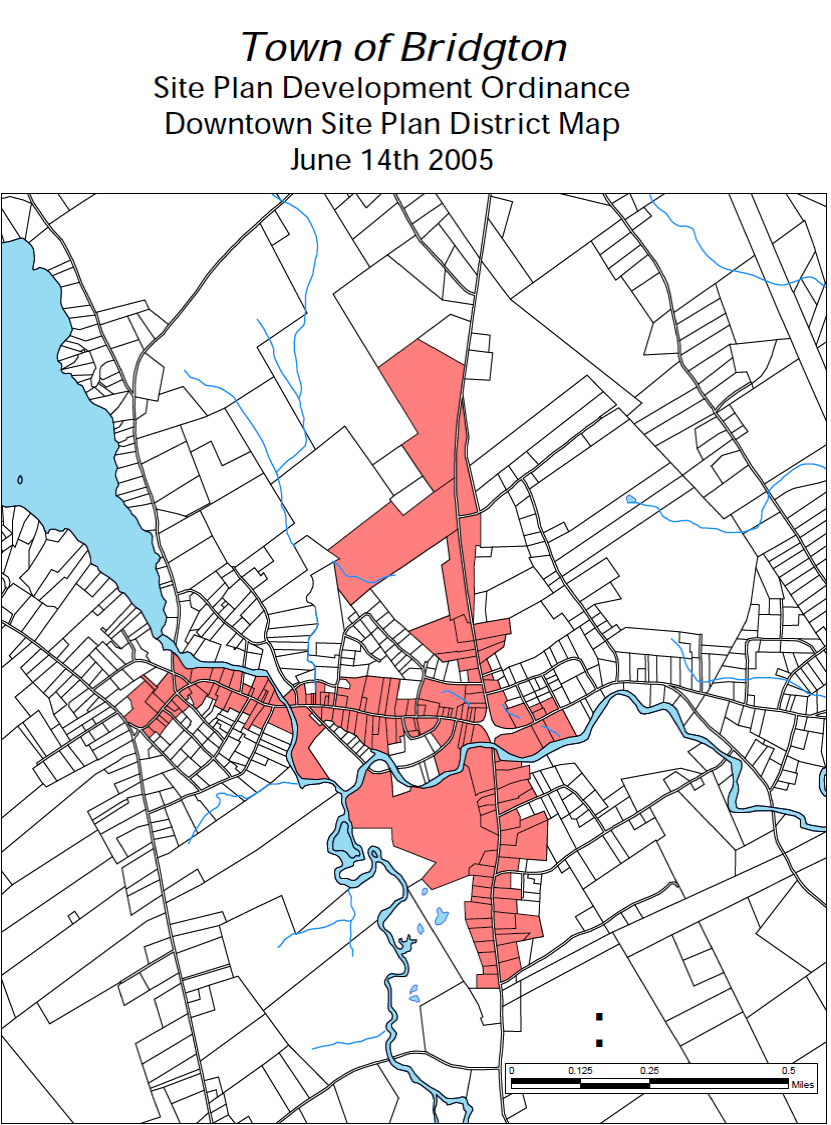 Town of Bridgton
Site Plan Development Ordinance
Downtown Site Plan District Map
June 14th 2005
0 0.125 0.25 0.5
Miles